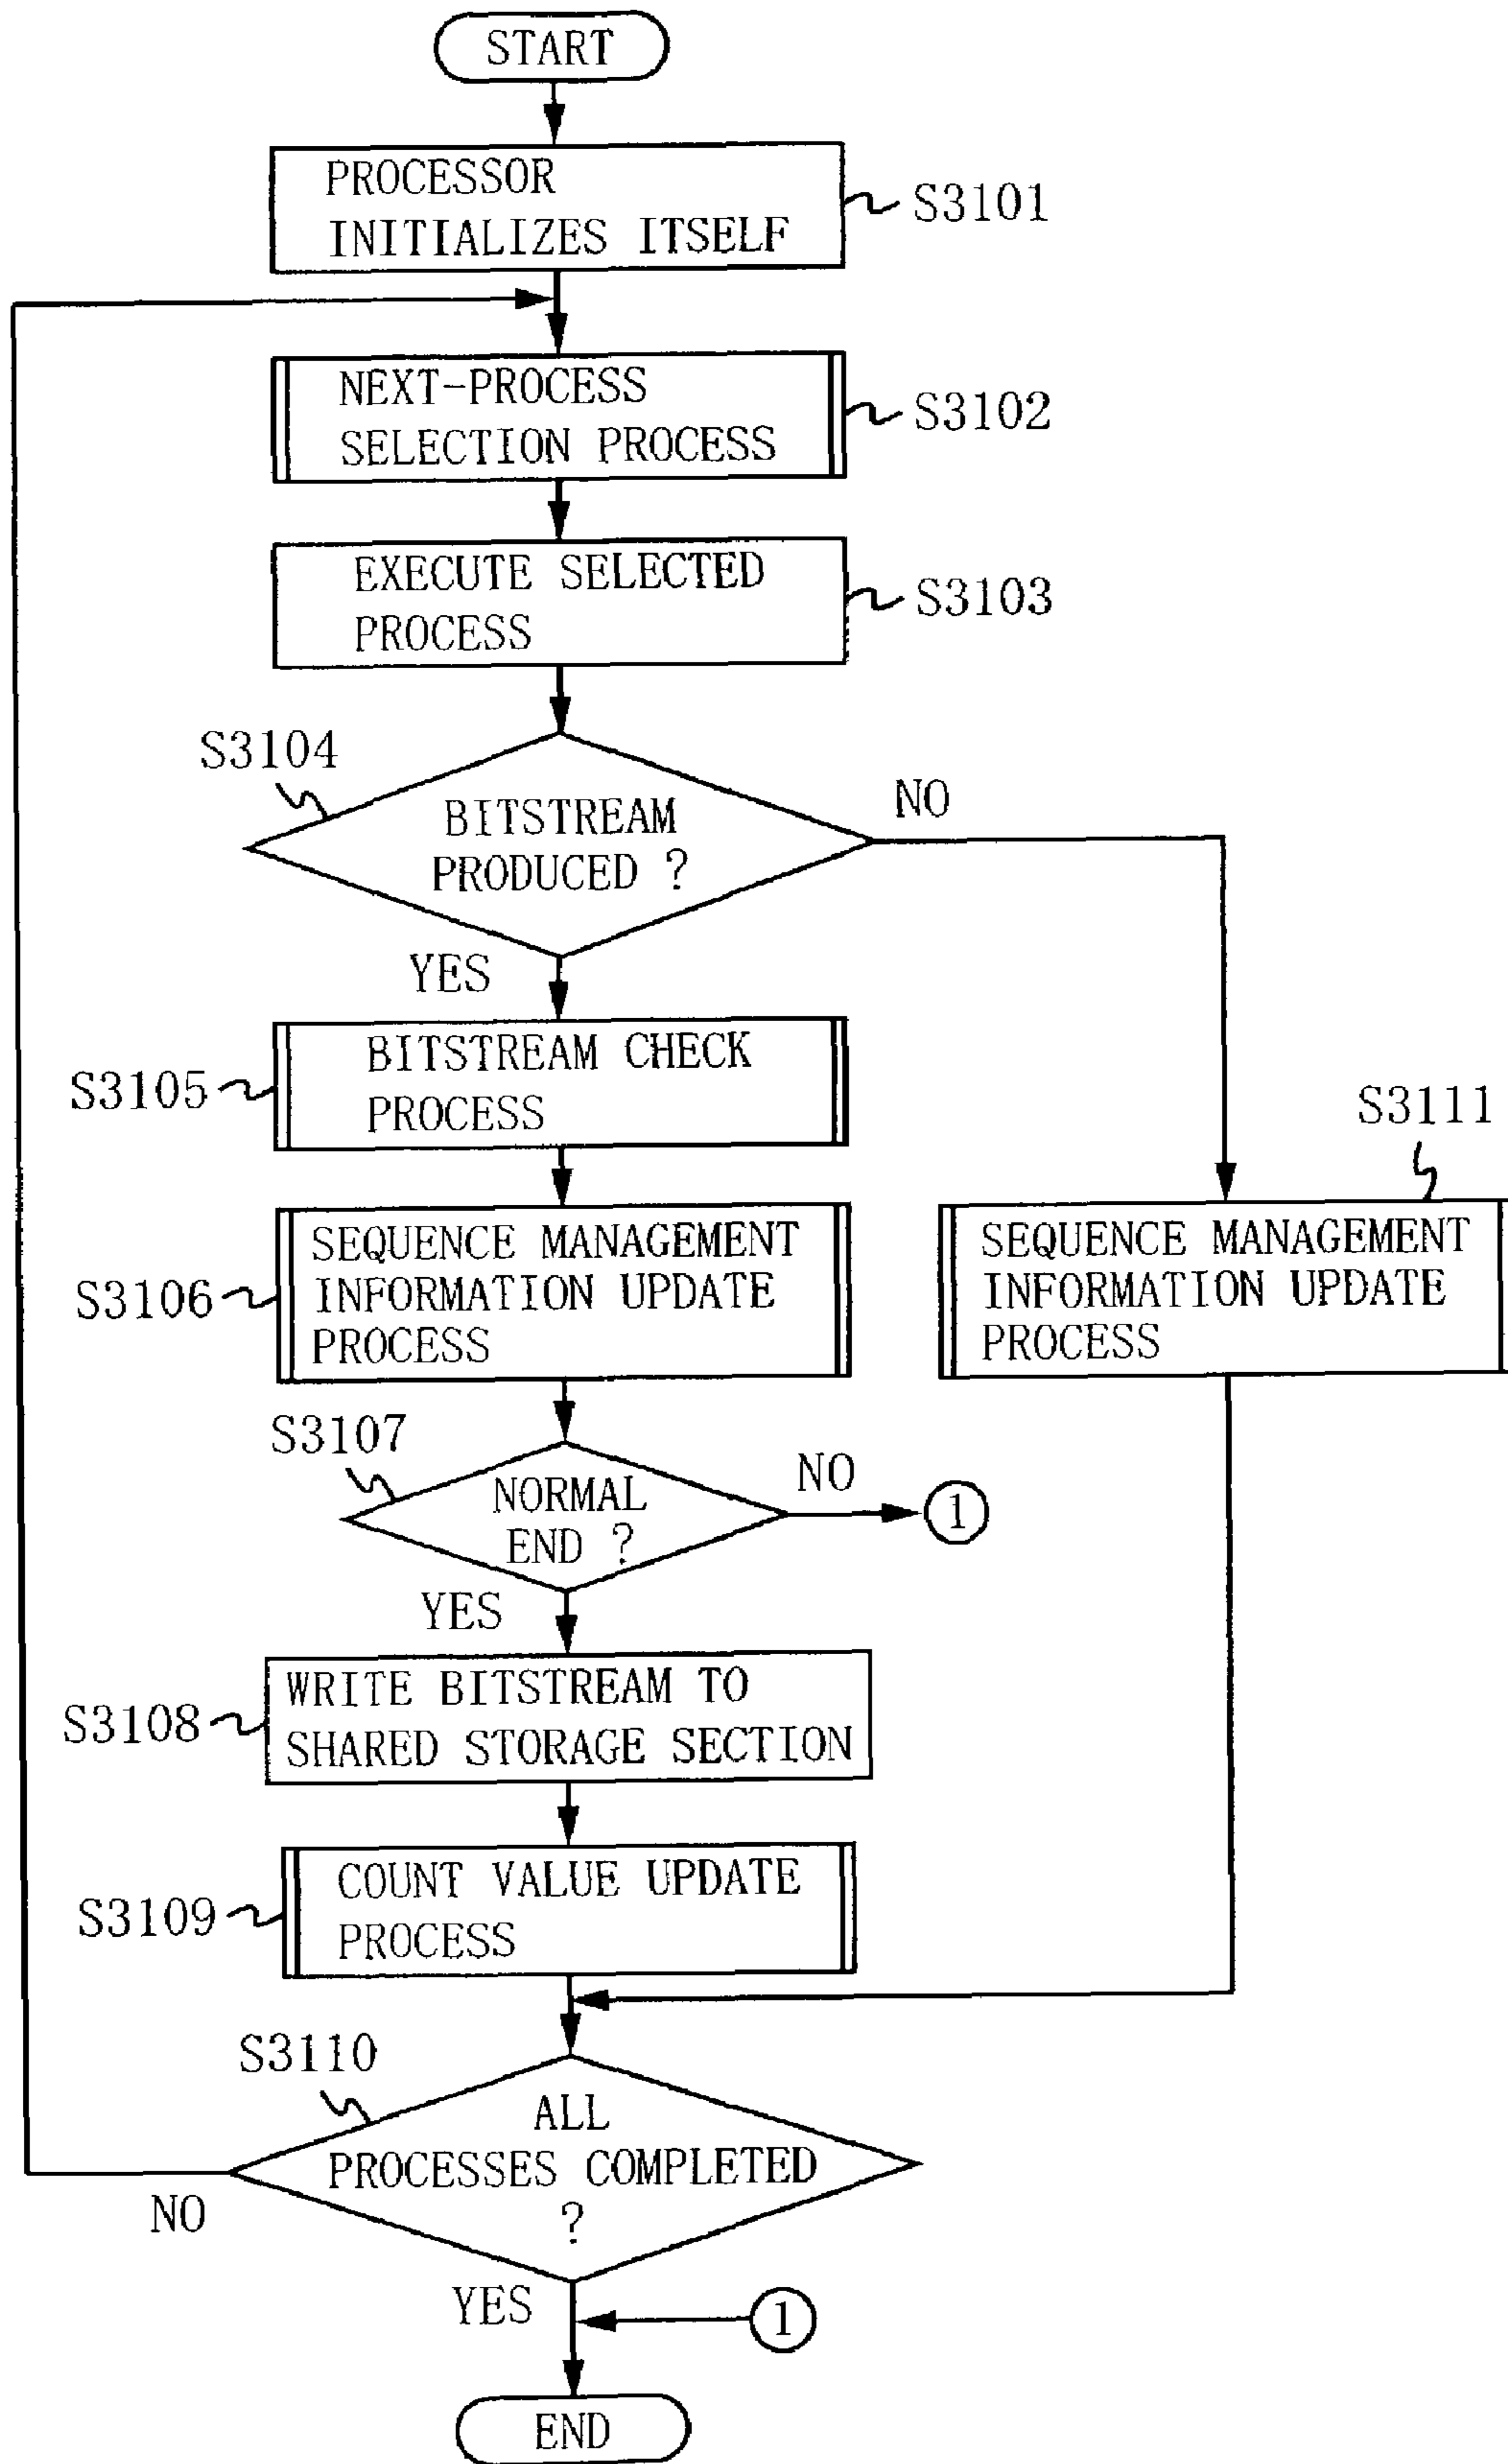 START
PROCESSOR
INITIALIZES ITSELF
S3101
NEXT-PROCESS
SELECTION PROCESS
S3102
EXECUTE SELECTED
PROCESS
S3103
S3104
BITSTREAM
PRODUCED ?
NO
YES
S3105
BITSTREAM CHECK
PROCESS
S3106
SEQUENCE MANAGEMENT
INFORMATION UPDATE
PROCESS
S3111
SEQUENCE MANAGEMENT
INFORMATION UPDATE
PROCESS
S3107
NORMAL
END ?
NO
1
YES
S3108
WRITE BITSTREAM TO
SHARED STORAGE SECTION
S3109
COUNT VALUE UPDATE
PROCESS
S3110
ALL
PROCESSES COMPLETED
?
NO
YES
1
END